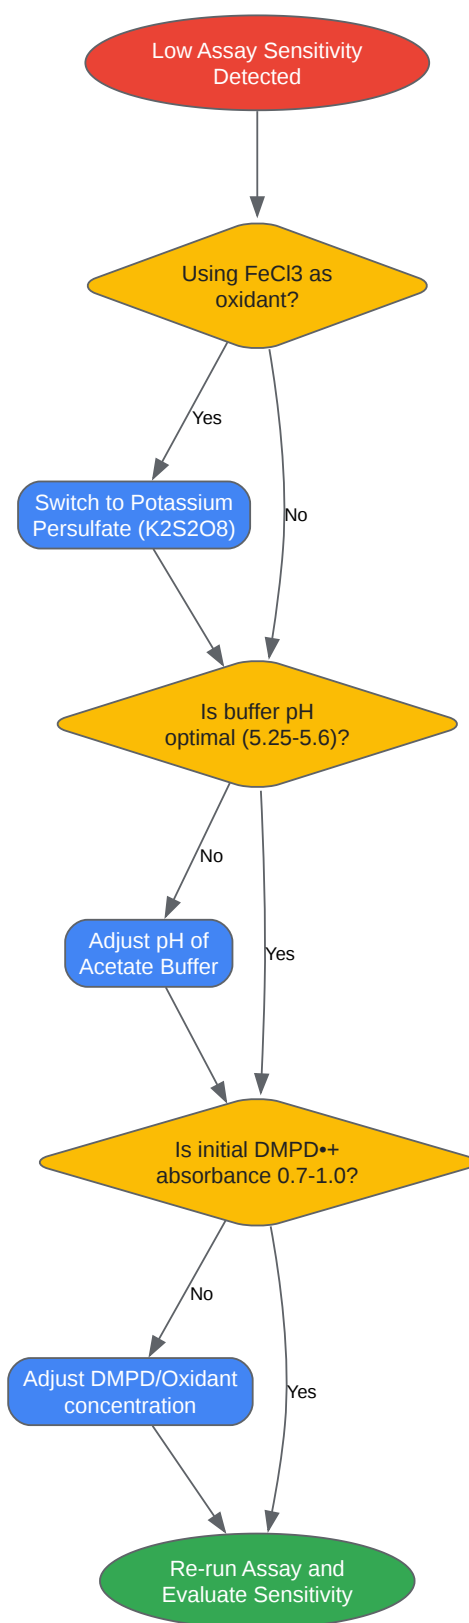 Low Assay Sensitivity
Detected
Using FeCl3 as
oxidant?
Yes
Switch to Potassium
Persulfate (K2S2O8)
No
Is buffer pH
optimal (5.25-5.6)?
No
Adjust pH of
Acetate Buffer
Yes
Is initial DMPD•+
absorbance 0.7-1.0?
No
Adjust DMPD/Oxidant
concentration
Yes
Re-run Assay and
Evaluate Sensitivity